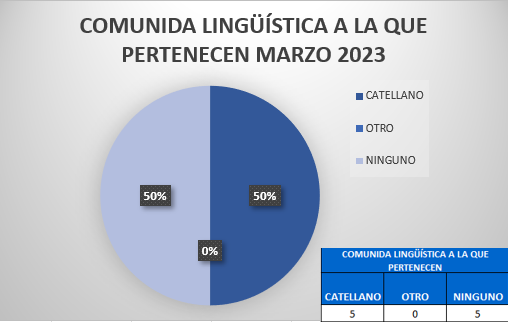 COMUNIDA LINGÜÍSTICA A LA QUE
PERTENECEN MARZO 2023
CATELLANO
OTRO
NINGUNO
50%
50%
0%
COMUNIDA LINGÜÍSTICA A LA QUE
PERTENECEN
CATELLANO OTRO NINGUNO
5 0 5